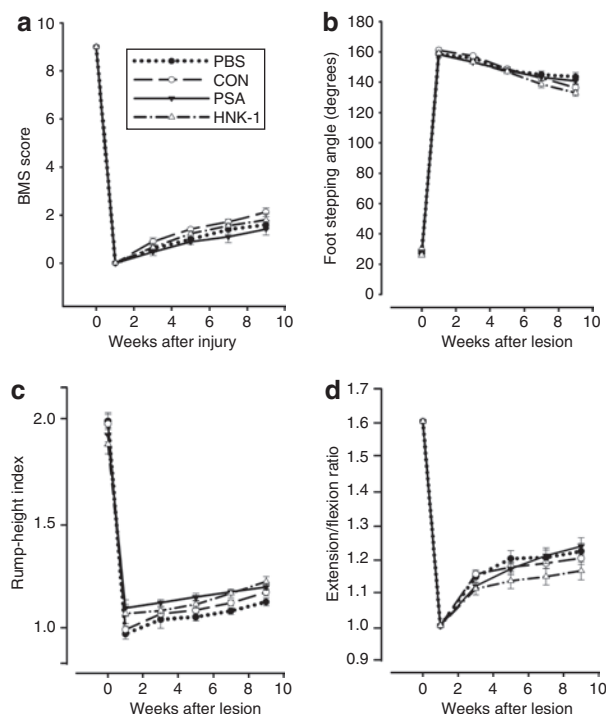 a
10
8
6
4
2
0
BMS score
PBS
CON
PSA
HNK-1
0 2 4 6 8 10
Weeks after injury
b
180
160
140
120
100
80
60
40
20
0
Foot stepping angle (degrees)
0 2 4 6 8 10
Weeks after lesion
c
2.0
1.5
1.0
Rump-height index
0 2 4 6 8 10
Weeks after lesion
d
1.7
1.6
1.5
1.4
1.3
1.2
1.1
1.0
0.9
Extension/flexion ratio
0 2 4 6 8 10
Weeks after lesion